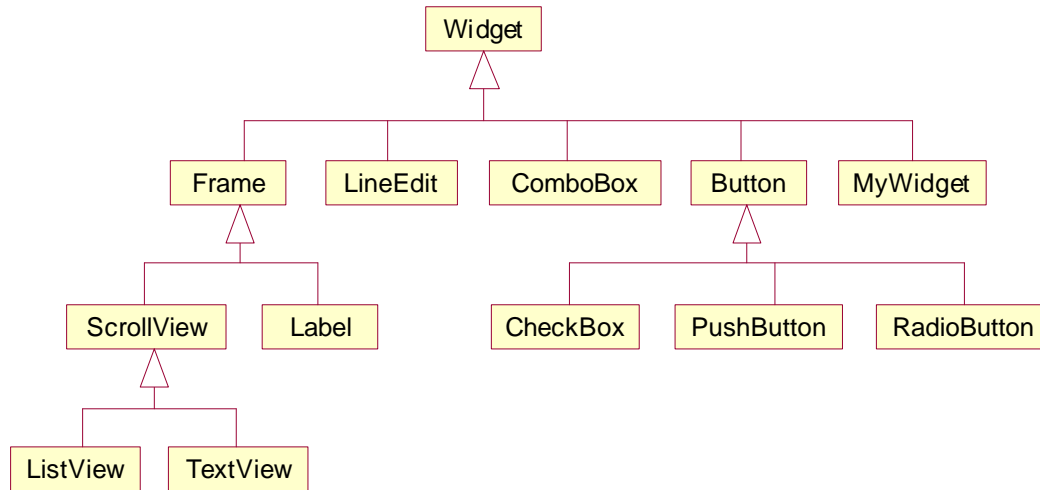 Widget
Frame
LineEdit
ComboBox
Button
MyWidget
ScrollView
Label
CheckBox
PushButton
RadioButton
ListView
TextView